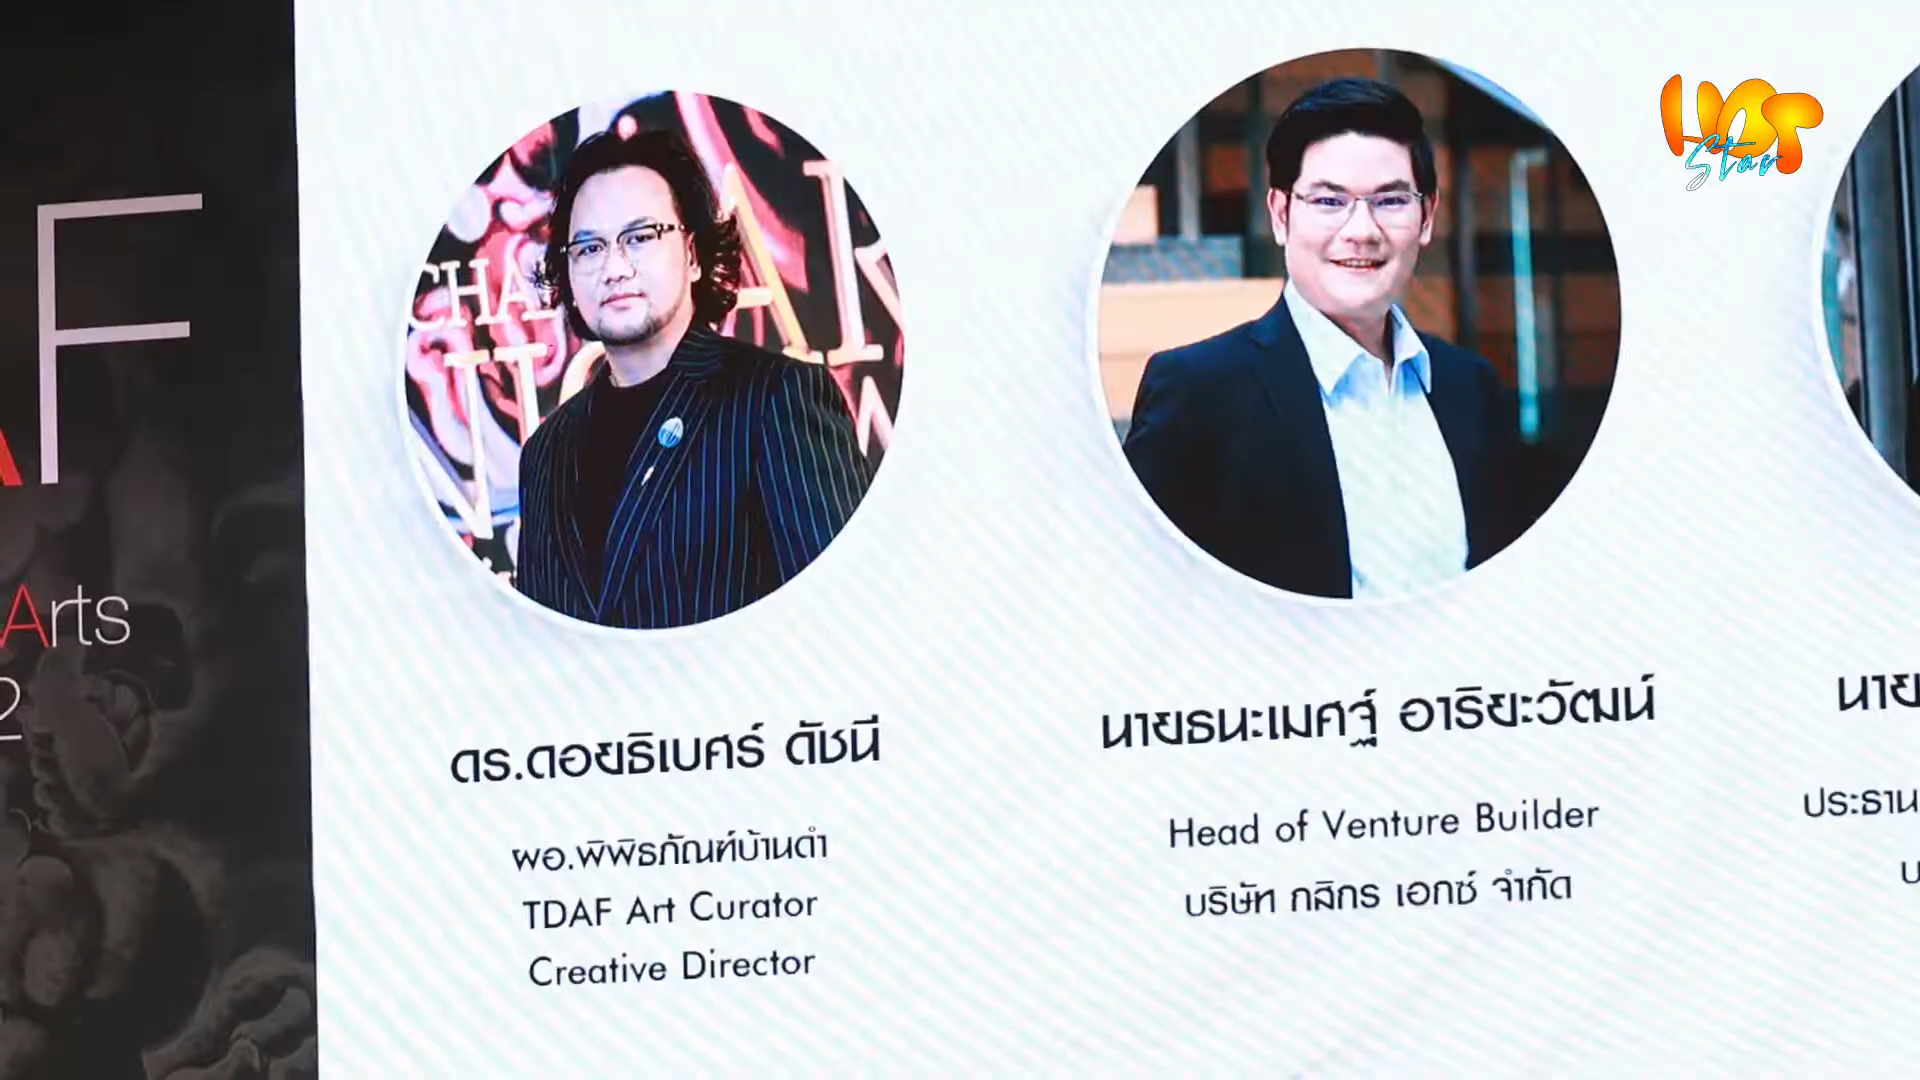 HOT
Star
F
Arts
2
ดร.ดอยธิเบศร์ ดัชนี
ผอ.พิพิธภัณฑ์บ้านดำ
TDAF Art Curator
Creative Director
นายธนะเมศฐ์ อาริยะวัฒน์
Head of Venture Builder
บริษัท กสิกร เอกซ์ จำกัด
นาย
ประธาน
บ